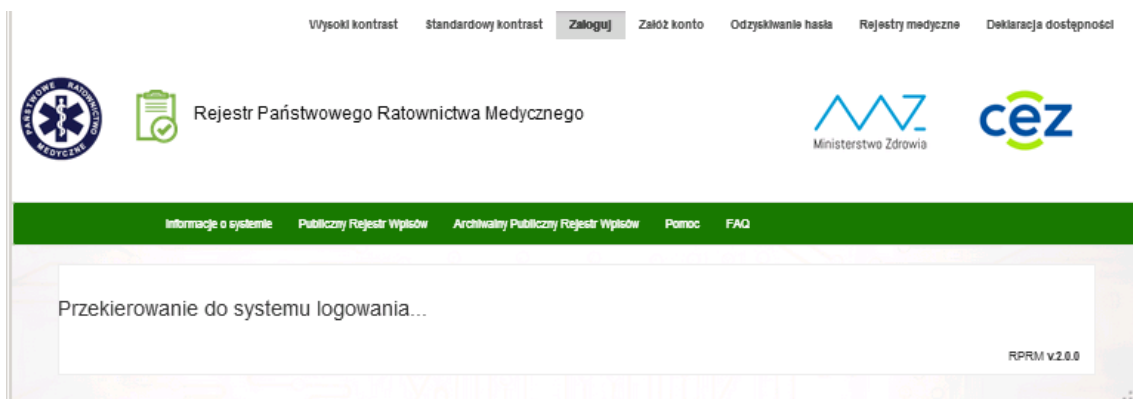 Wysoki kontrast Standardowy kontrast Zaloguj Załóż konto Odzyskiwanie hasła Rejestry medyczne Deklaracja dostępności
PAŃSTWOWE RATOWNICTWO MEDYCZNE
Rejestr Państwowego Ratownictwa Medycznego
Ministerstwo Zdrowia
cez
Informacje o systemie Publiczny Rejestr Wpisów Archiwalny Publiczny Rejestr Wpisów Pomoc FAQ
Przekierowanie do systemu logowania...
RPRM v.2.0.0